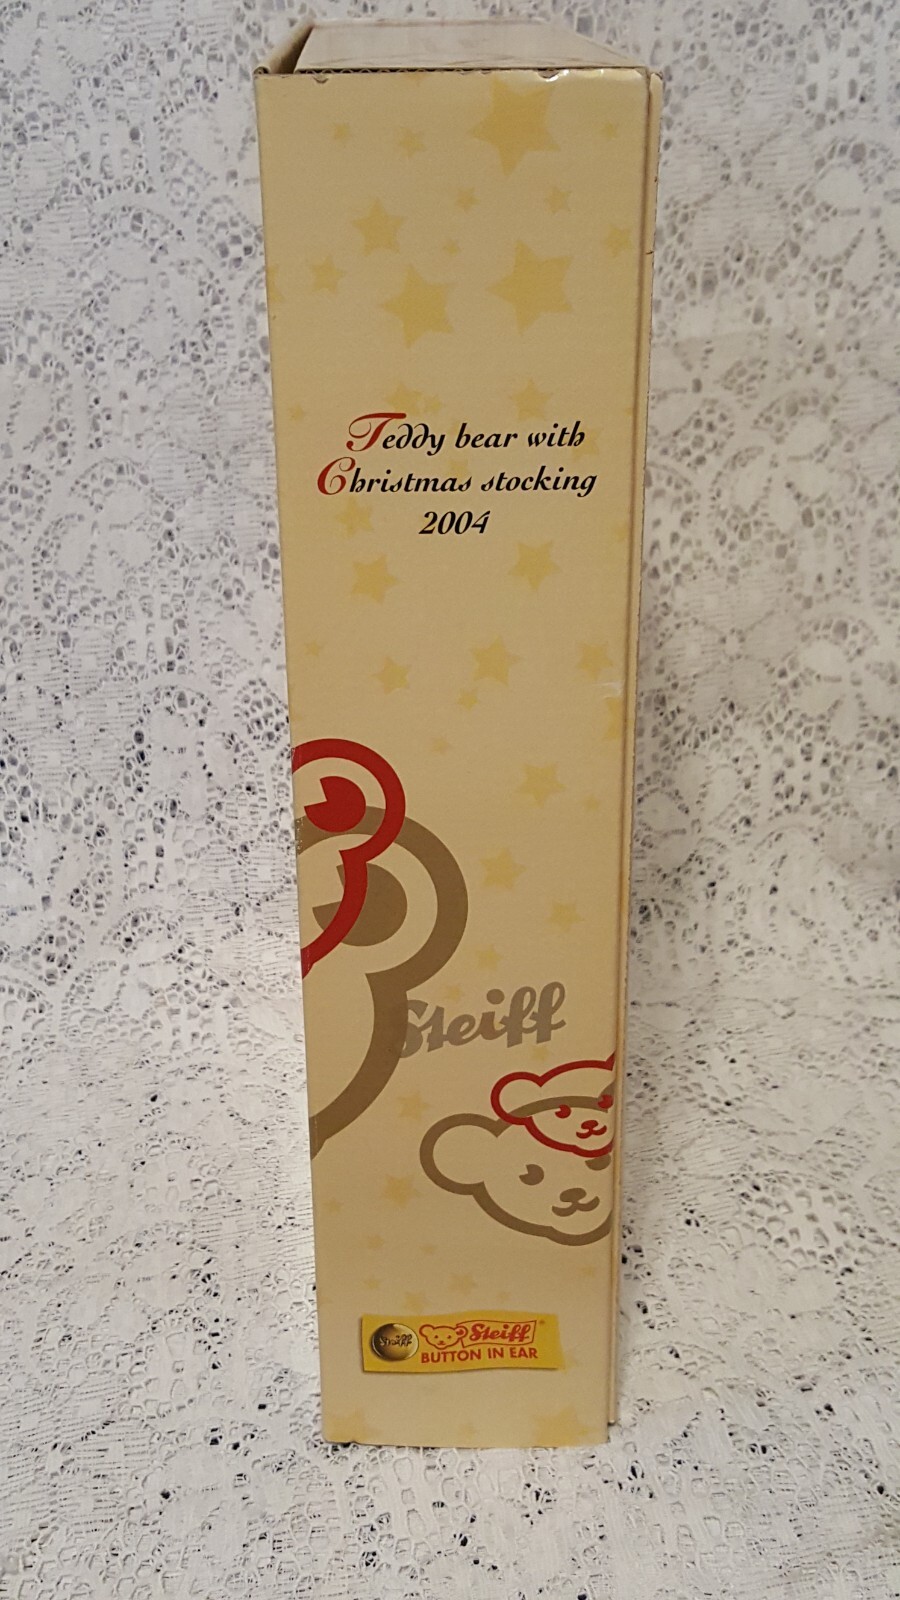 Teddy bear with
Christmas stocking
2004
Steiff
Steiff Steiff
BUTTON IN EAR